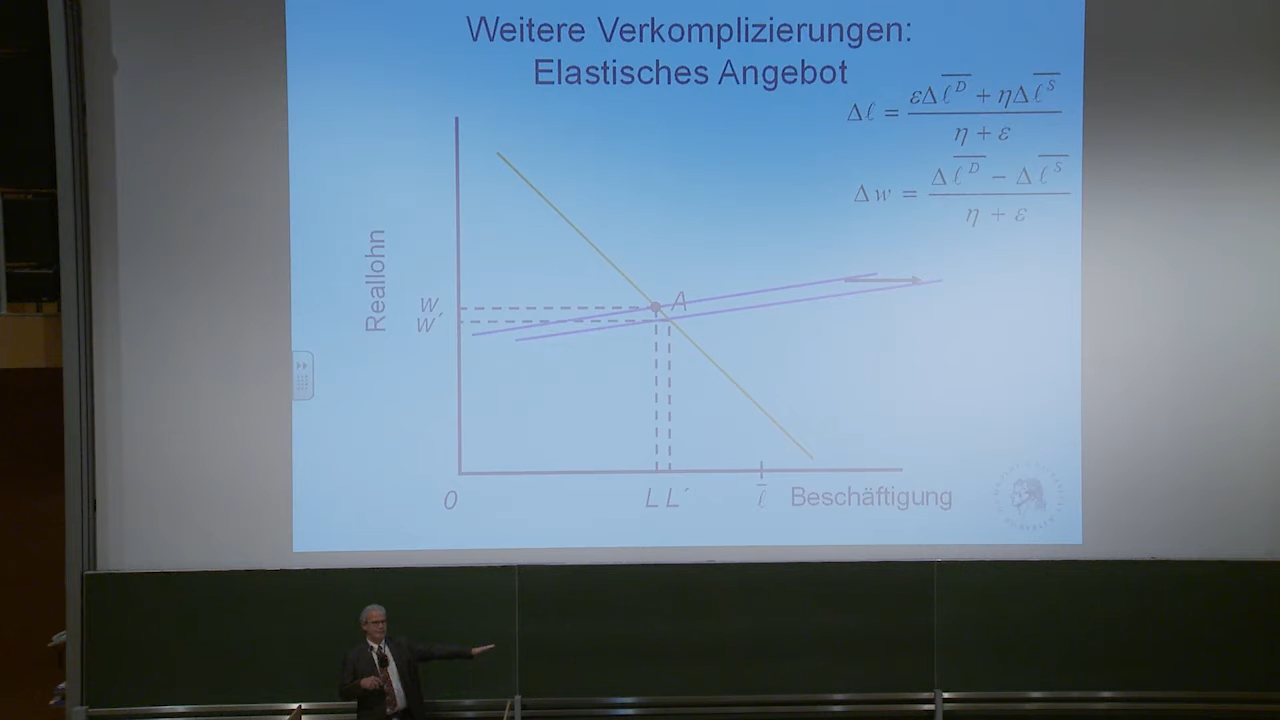 Weitere Verkomplizierungen:
Elastisches Angebot
Δℓ = (εΔℓ̅ᴰ + ηΔℓ̅ˢ) / (η + ε)
Δw = (Δℓ̅ᴰ − Δℓ̅ˢ) / (η + ε)
Reallohn
w
w´
A
0
L L´
ℓ̅
Beschäftigung